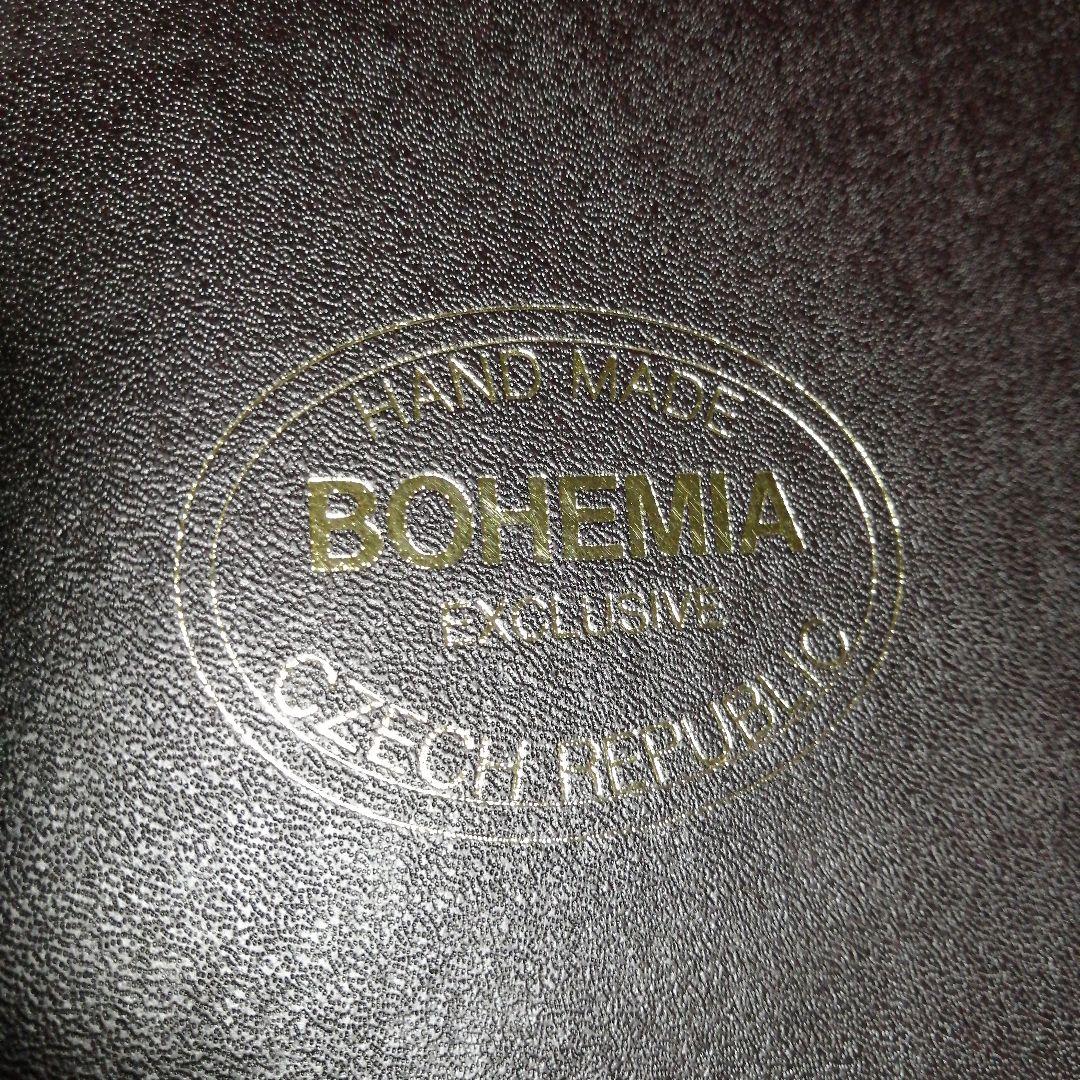 HAND MADE
BOHEMIA
EXCLUSIVE
CZECH REPUBLIC